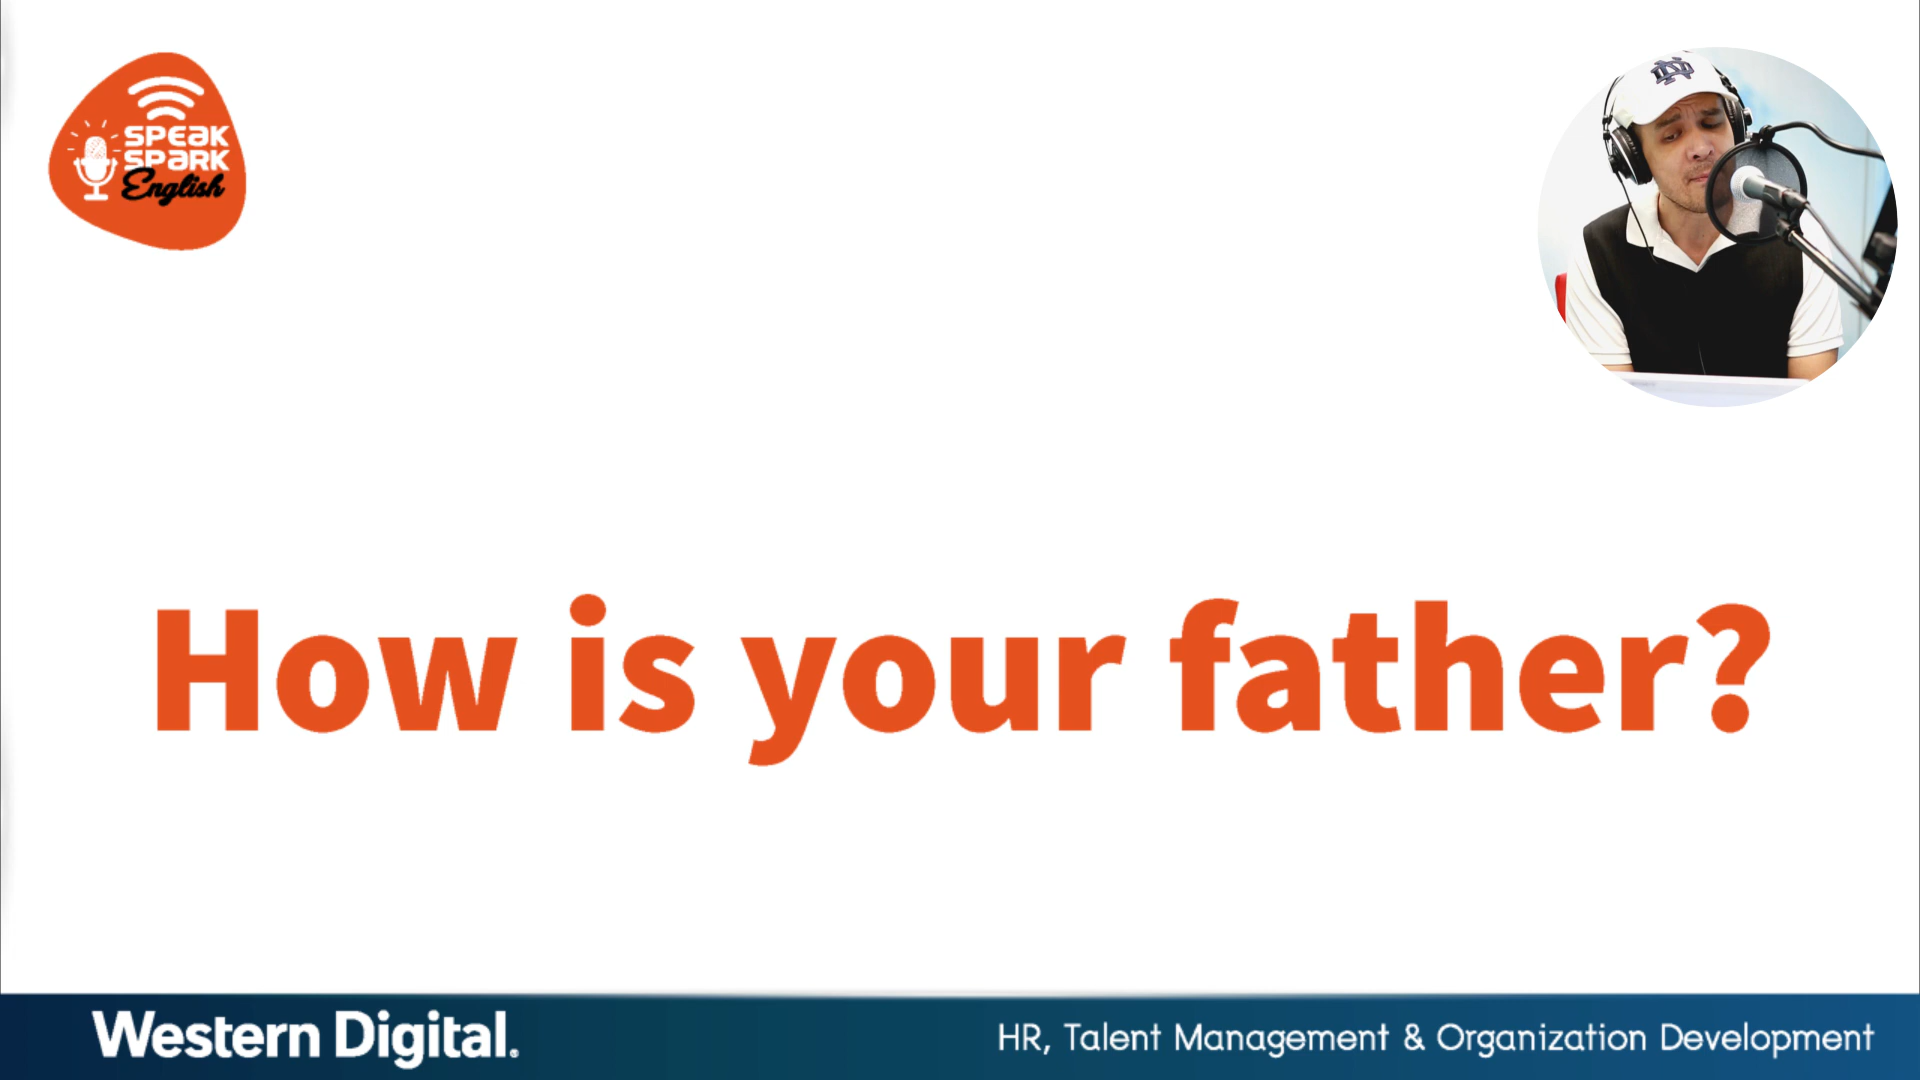 SPEAK
SPARK
English
How is your father?
Western Digital.
HR, Talent Management & Organization Development